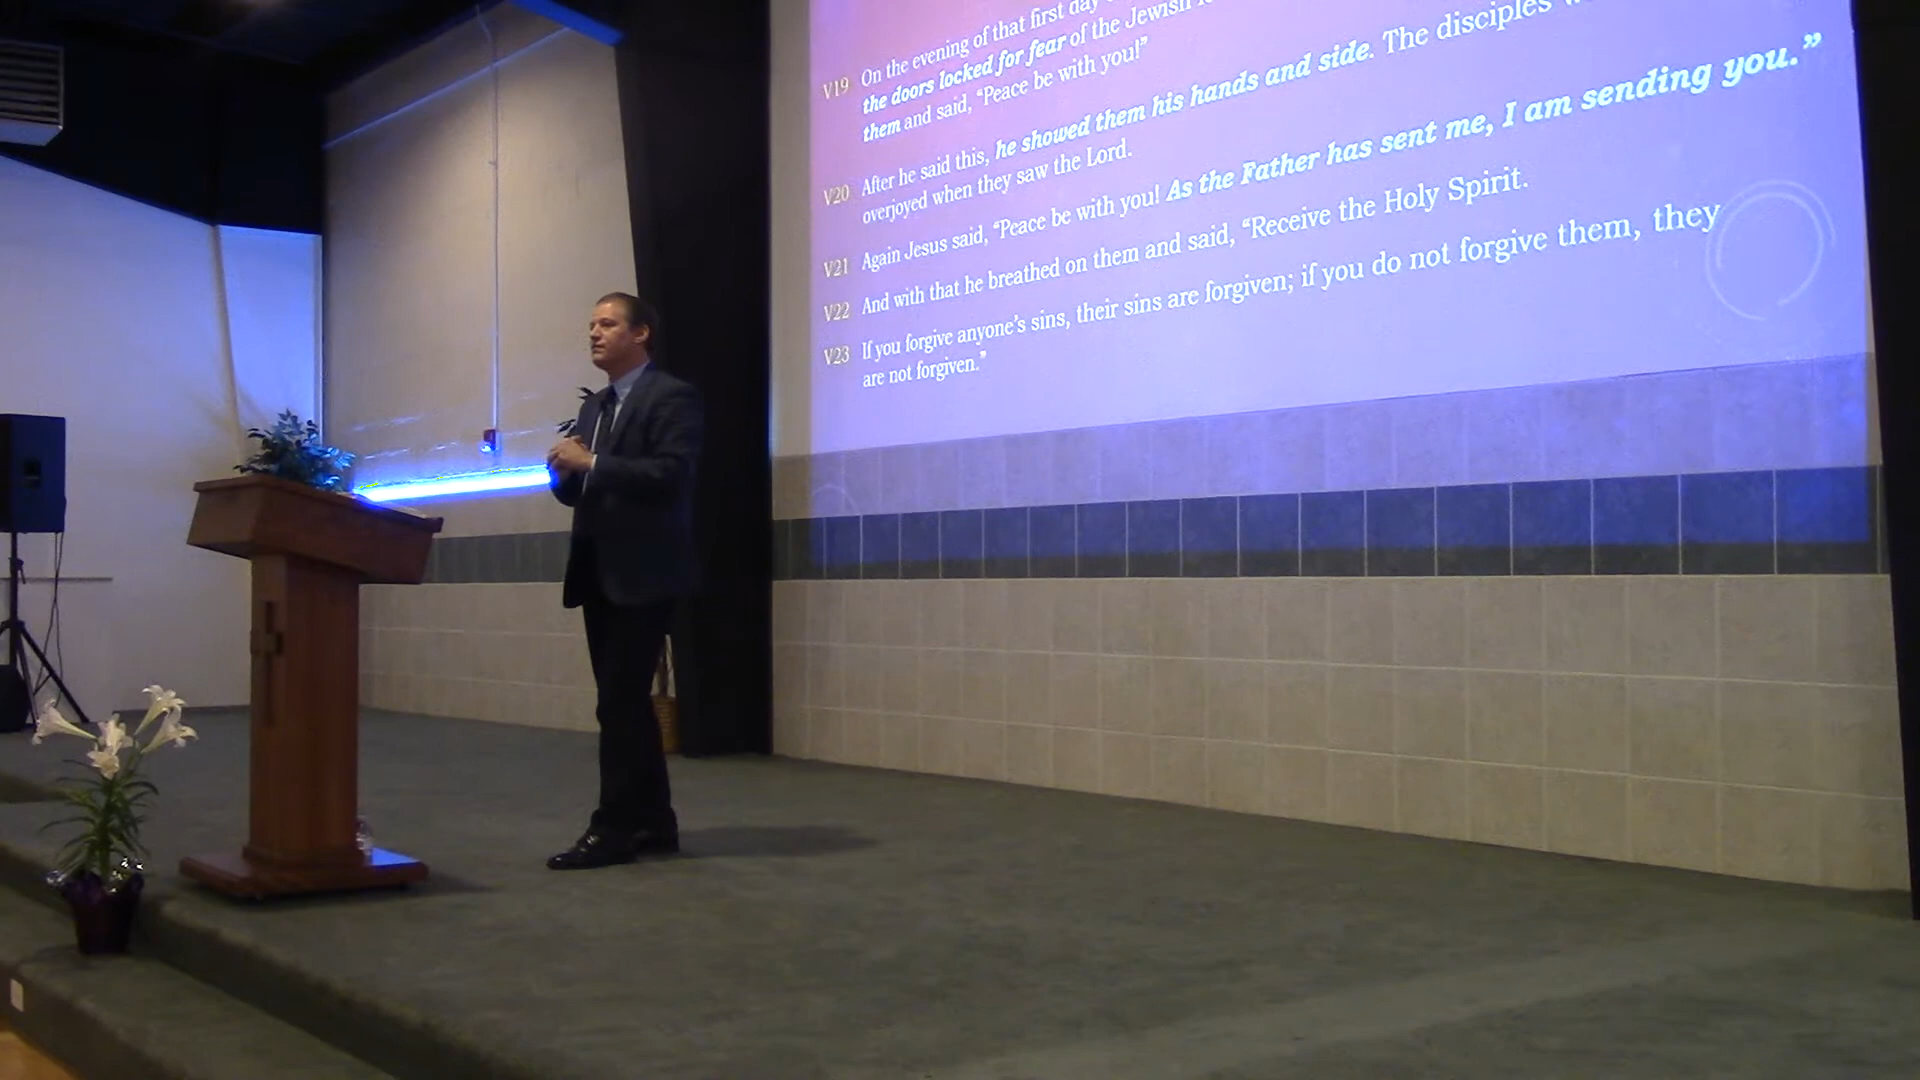 V19 On the evening of that first day
the doors locked for fear of the Jewish
them and said, “Peace be with you!”
V20 After he said this, he showed them his hands and side. The disciples
overjoyed when they saw the Lord.
V21 Again Jesus said, “Peace be with you! As the Father has sent me, I am sending you.”
V22 And with that he breathed on them and said, “Receive the Holy Spirit.
V23 If you forgive anyone’s sins, their sins are forgiven; if you do not forgive them, they
are not forgiven.”